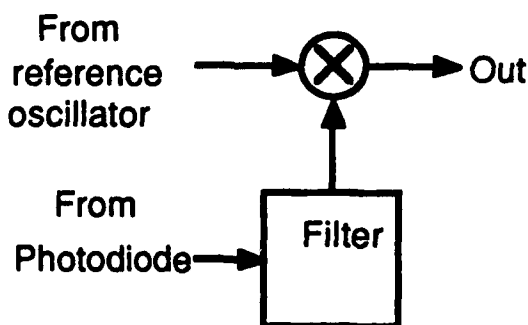 From
reference
oscillator
Out
From
Photodiode
Filter